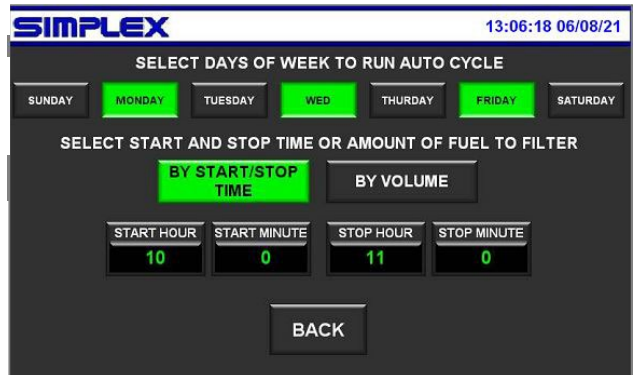 SIMPLEX 13:06:18 06/08/21
SELECT DAYS OF WEEK TO RUN AUTO CYCLE
SUNDAY MONDAY TUESDAY WED THURDAY FRIDAY SATURDAY
SELECT START AND STOP TIME OR AMOUNT OF FUEL TO FILTER
BY START/STOP
TIME
BY VOLUME
START HOUR START MINUTE STOP HOUR STOP MINUTE
10 0 11 0
BACK